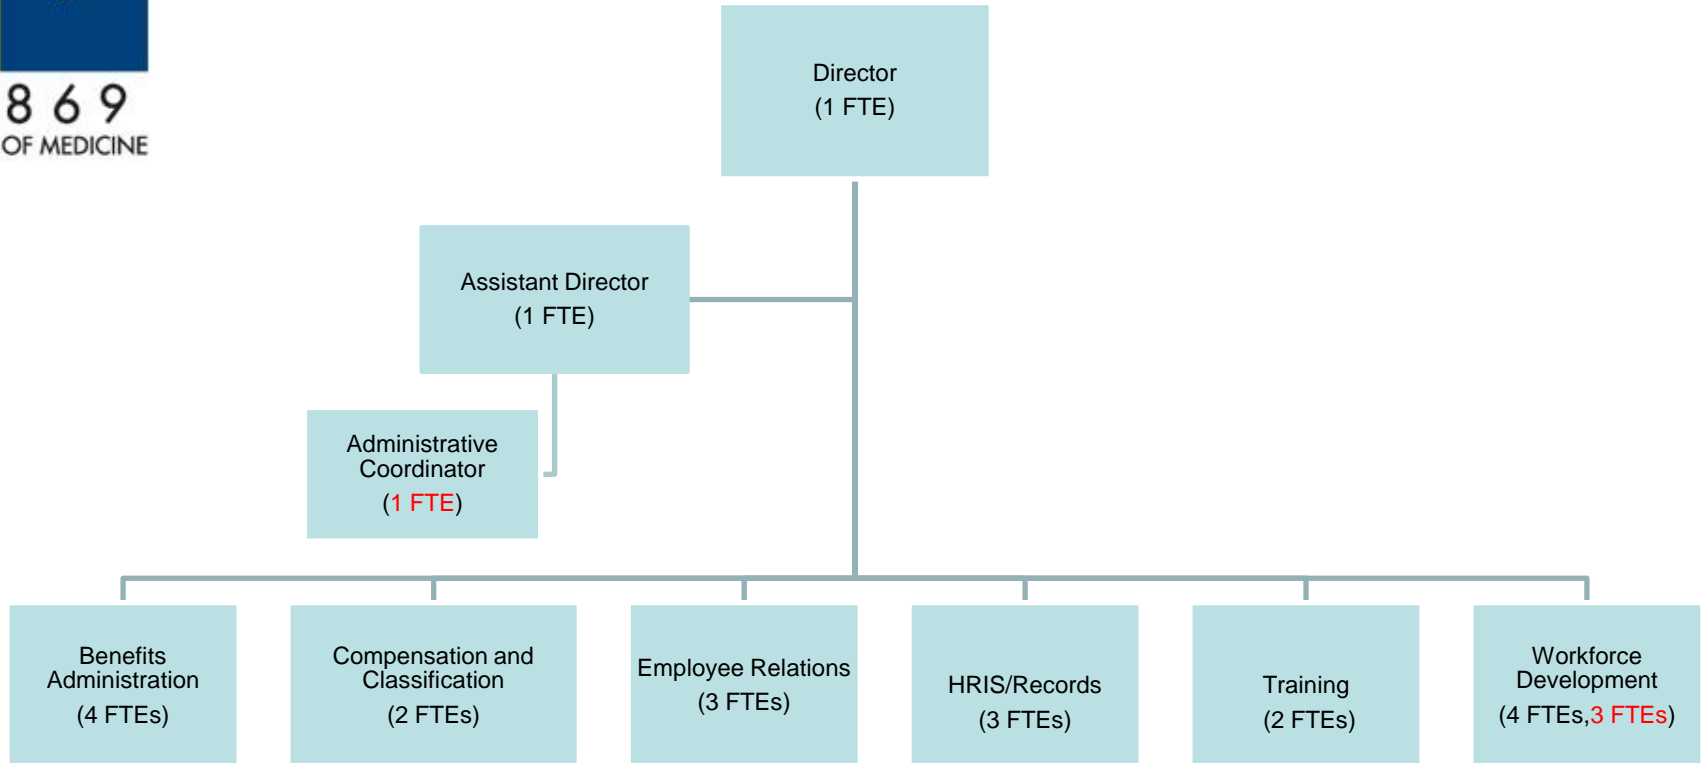 8 6 9
OF MEDICINE
Director
(1 FTE)
Assistant Director
(1 FTE)
Administrative
Coordinator
(1 FTE)
Benefits
Administration
(4 FTEs)
Compensation and
Classification
(2 FTEs)
Employee Relations
(3 FTEs)
HRIS/Records
(3 FTEs)
Training
(2 FTEs)
Workforce
Development
(4 FTEs,3 FTEs)